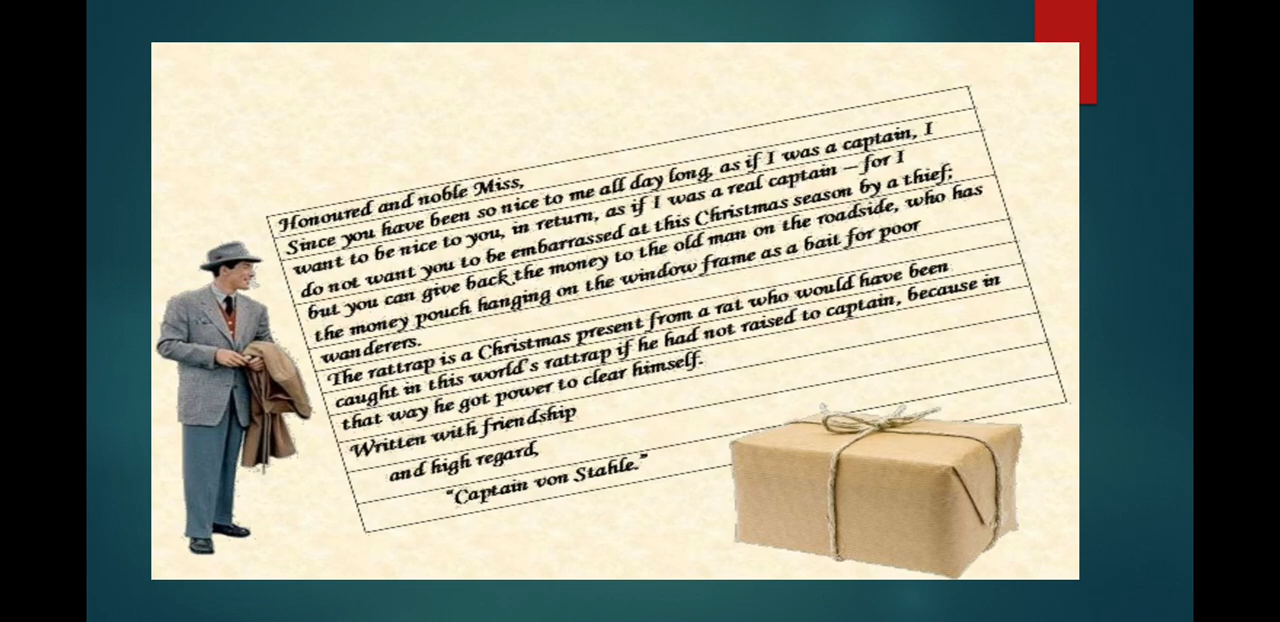 Honoured and noble Miss,
Since you have been so nice to me all day long, as if I was a captain, I
want to be nice to you, in return, as if I was a real captain – for I
do not want you to be embarrassed at this Christmas season by a thief;
but you can give back the money to the old man on the roadside, who has
the money pouch hanging on the window frame as a bait for poor
wanderers.
The rattrap is a Christmas present from a rat who would have been
caught in this world's rattrap if he had not raised to captain, because in
that way he got power to clear himself.
Written with friendship
and high regard,
"Captain von Stahle."